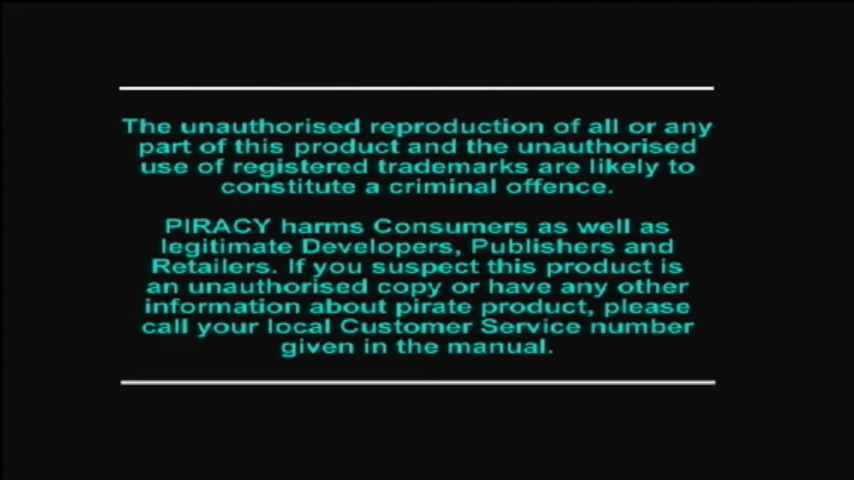 The unauthorised reproduction of all or any
part of this product and the unauthorised
use of registered trademarks are likely to
constitute a criminal offence.
PIRACY harms Consumers as well as
legitimate Developers, Publishers and
Retailers. If you suspect this product is
an unauthorised copy or have any other
information about pirate product, please
call your local Customer Service number
given in the manual.